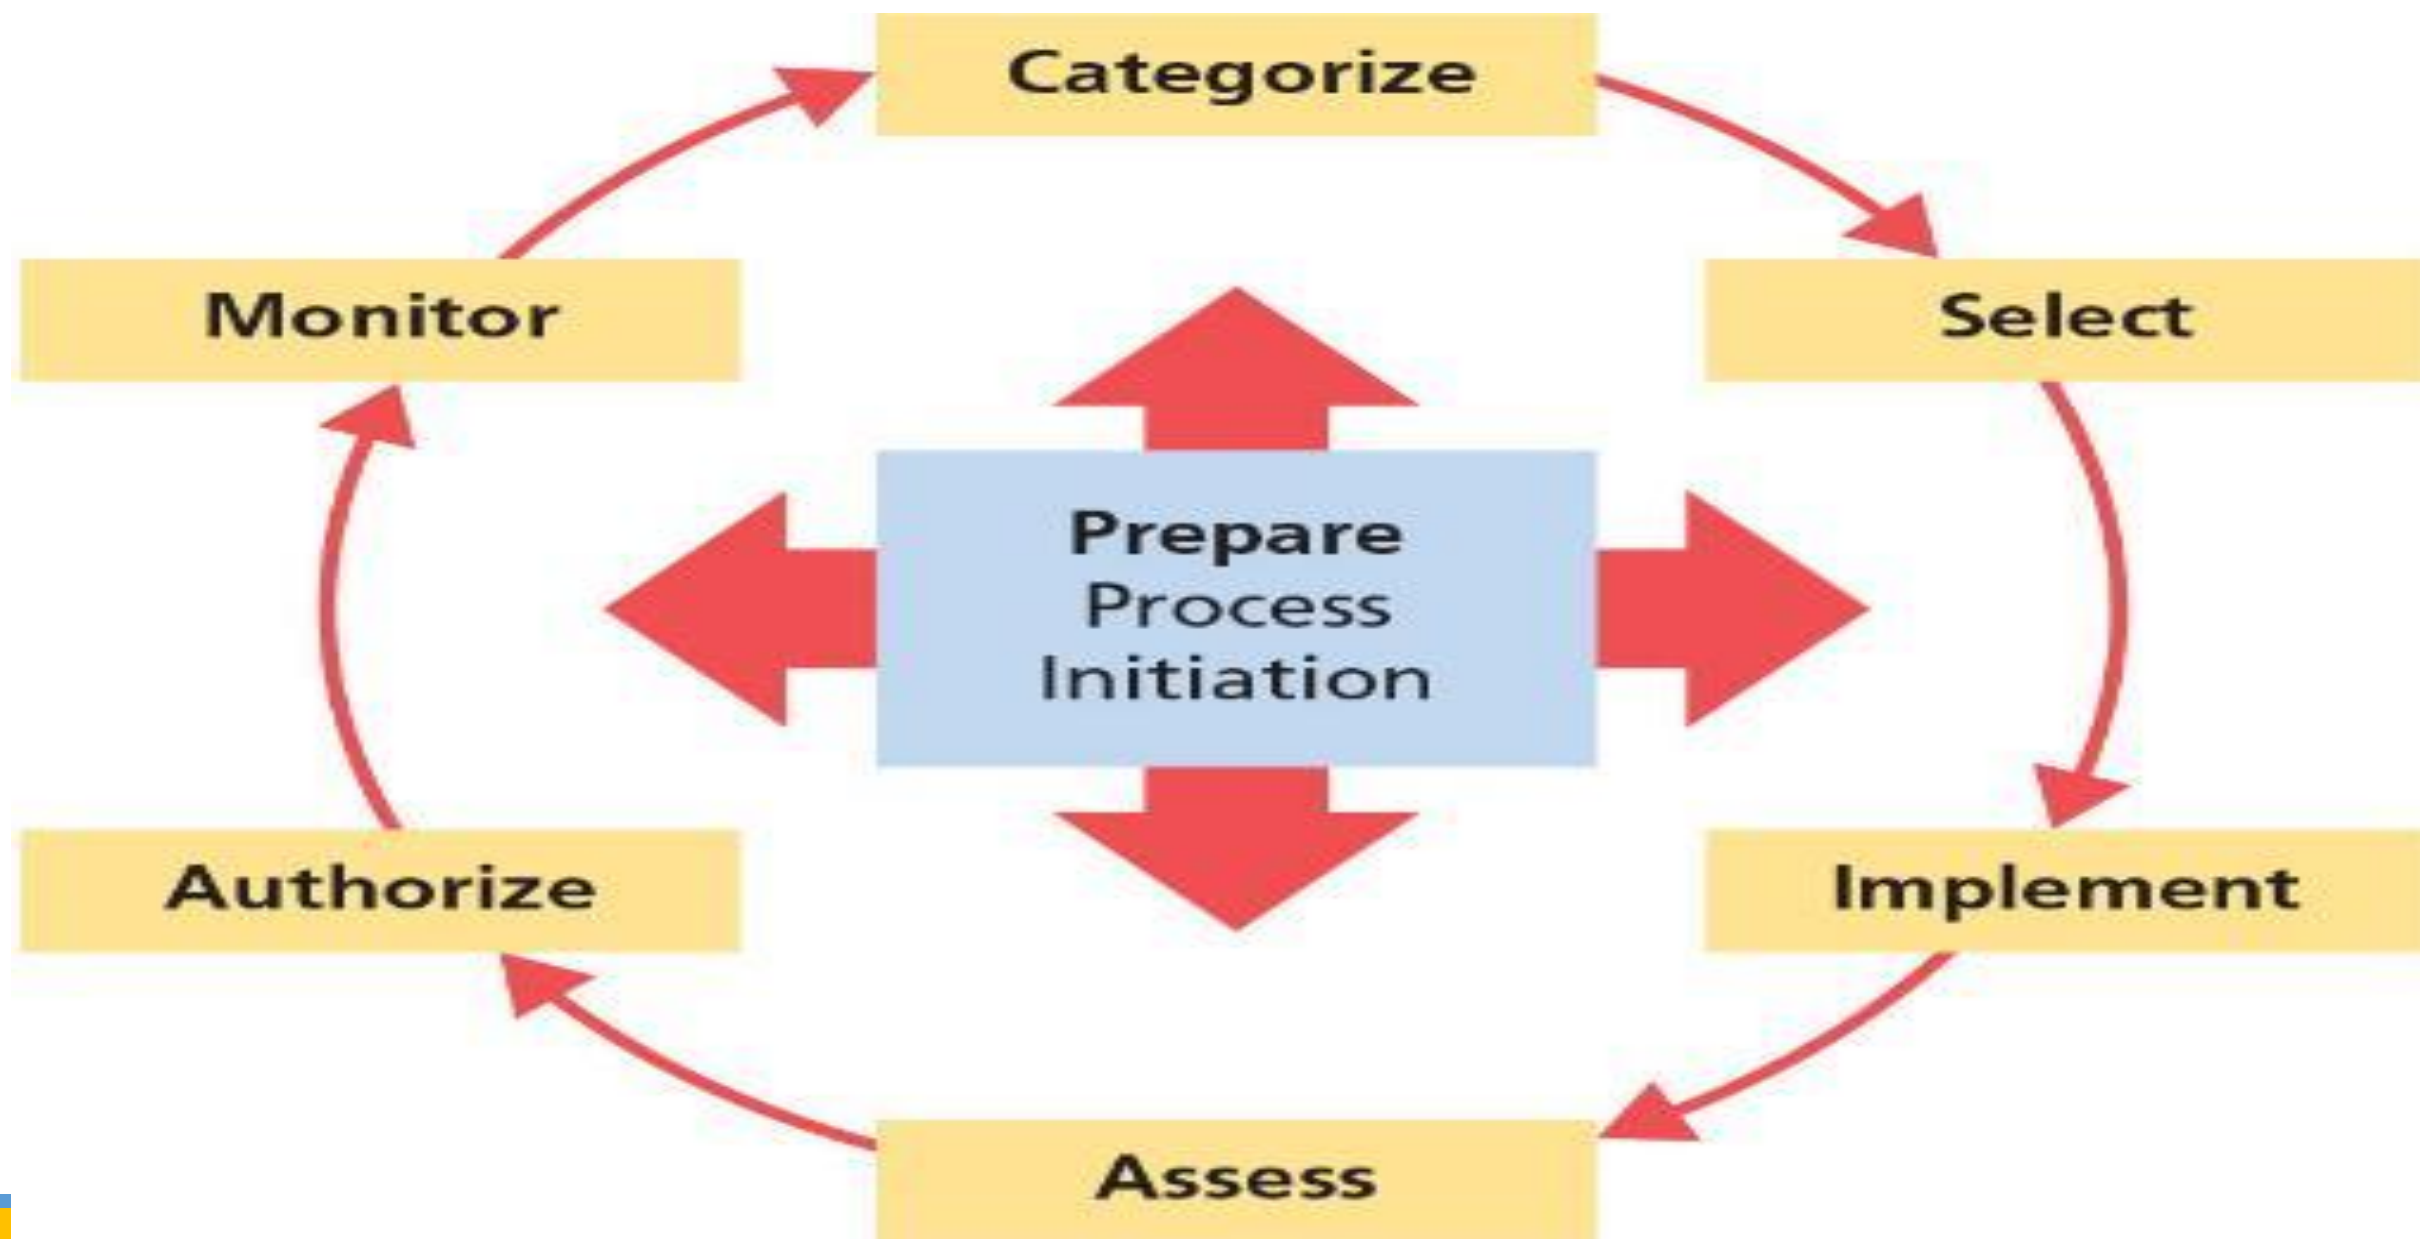 Categorize
Monitor
Select
Prepare
Process
Initiation
Authorize
Implement
Assess